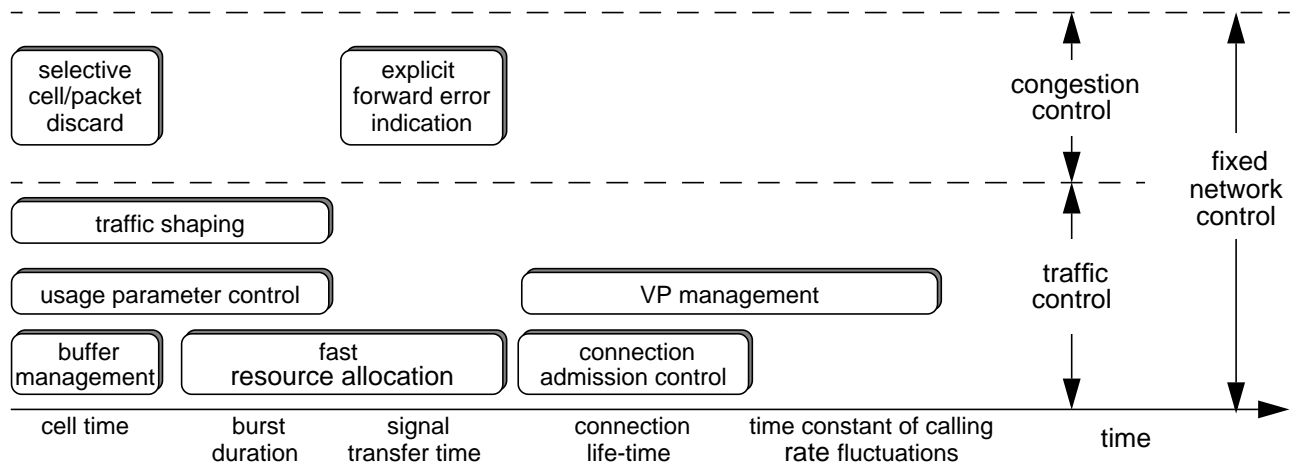 selective
cell/packet
discard
explicit
forward error
indication
congestion
control
fixed
network
control
traffic shaping
usage parameter control
VP management
traffic
control
buffer
management
fast
resource allocation
connection
admission control
cell time
burst
duration
signal
transfer time
connection
life-time
time constant of calling
rate fluctuations
time